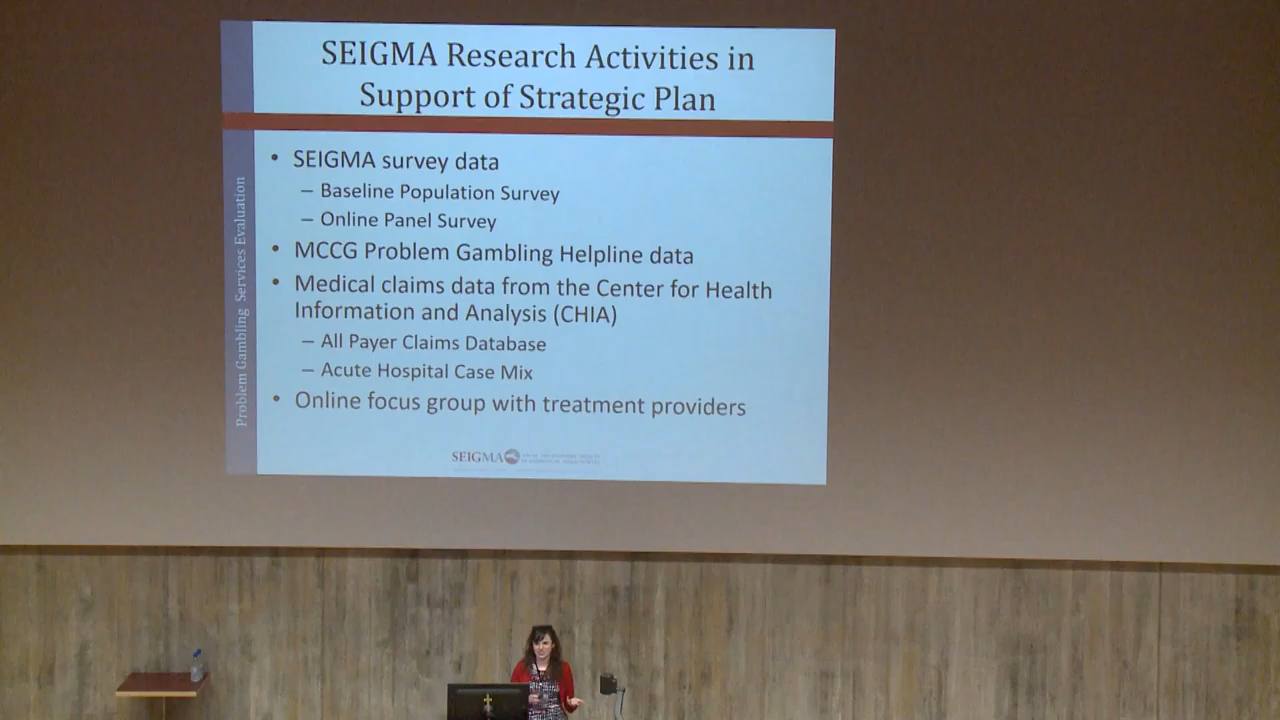 SEIGMA Research Activities in
Support of Strategic Plan
Problem Gambling Services Evaluation
• SEIGMA survey data
– Baseline Population Survey
– Online Panel Survey
• MCCG Problem Gambling Helpline data
• Medical claims data from the Center for Health
Information and Analysis (CHIA)
– All Payer Claims Database
– Acute Hospital Case Mix
• Online focus group with treatment providers
SEIGMA